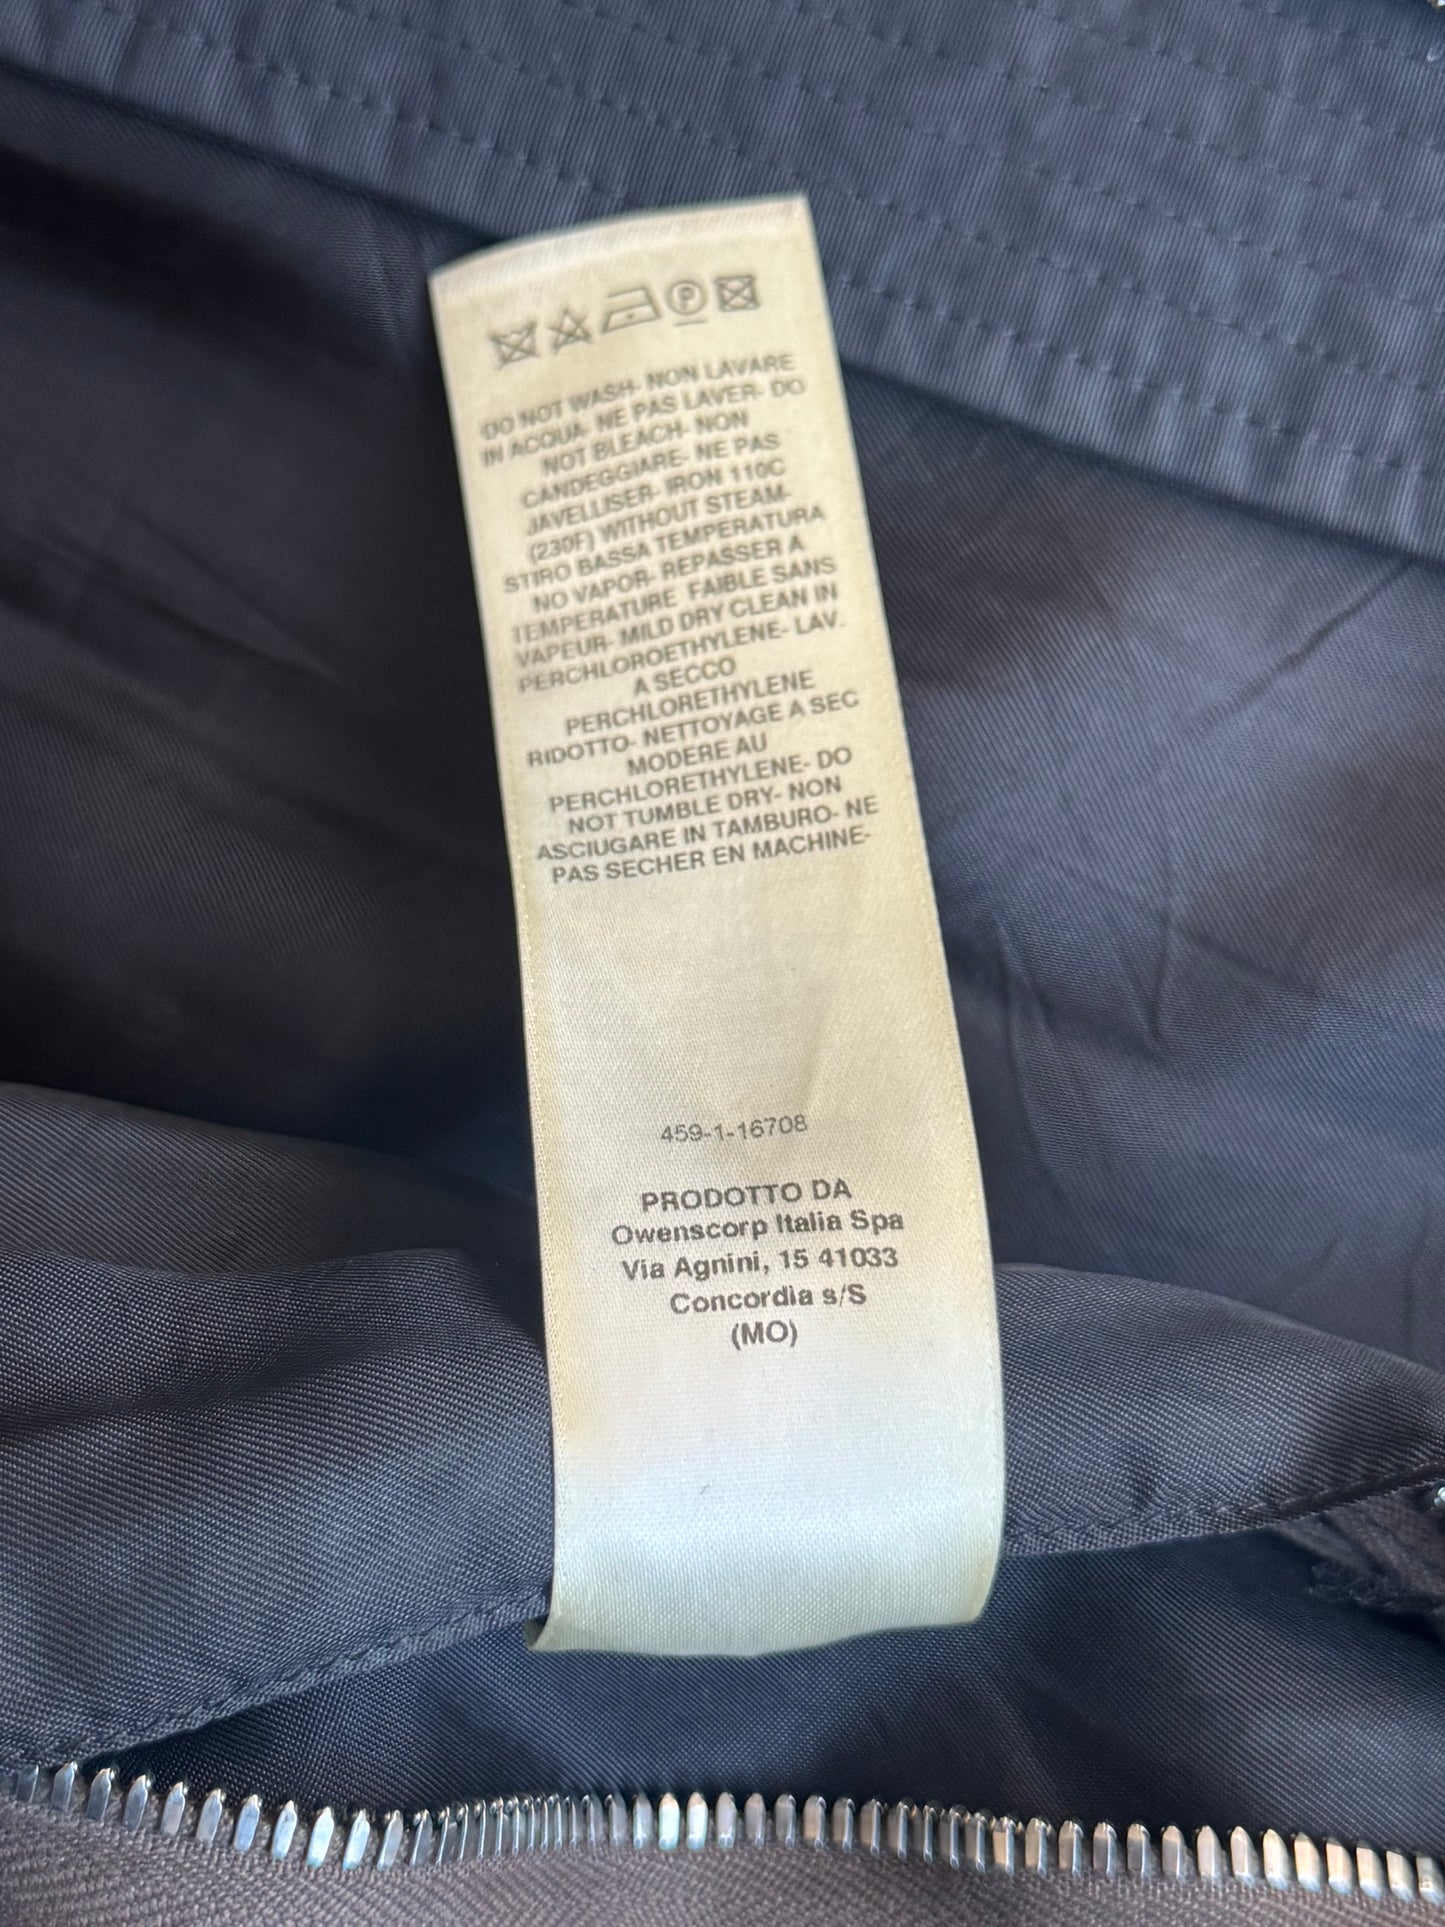 DO NOT WASH- NON LAVARE
IN ACQUA- NE PAS LAVER- DO
NOT BLEACH- NON
CANDEGGIARE- NE PAS
JAVELLISER- IRON 110C
(230F) WITHOUT STEAM-
STIRO BASSA TEMPERATURA
NO VAPOR- REPASSER A
TEMPERATURE FAIBLE SANS
VAPEUR- MILD DRY CLEAN IN
PERCHLOROETHYLENE- LAV.
A SECCO
PERCHLORETHYLENE
RIDOTTO- NETTOYAGE A SEC
MODERE AU
PERCHLORETHYLENE- DO
NOT TUMBLE DRY- NON
ASCIUGARE IN TAMBURO- NE
PAS SECHER EN MACHINE-
459-1-16708
PRODOTTO DA
Owenscorp Italia Spa
Via Agnini, 15 41033
Concordia s/S
(MO)